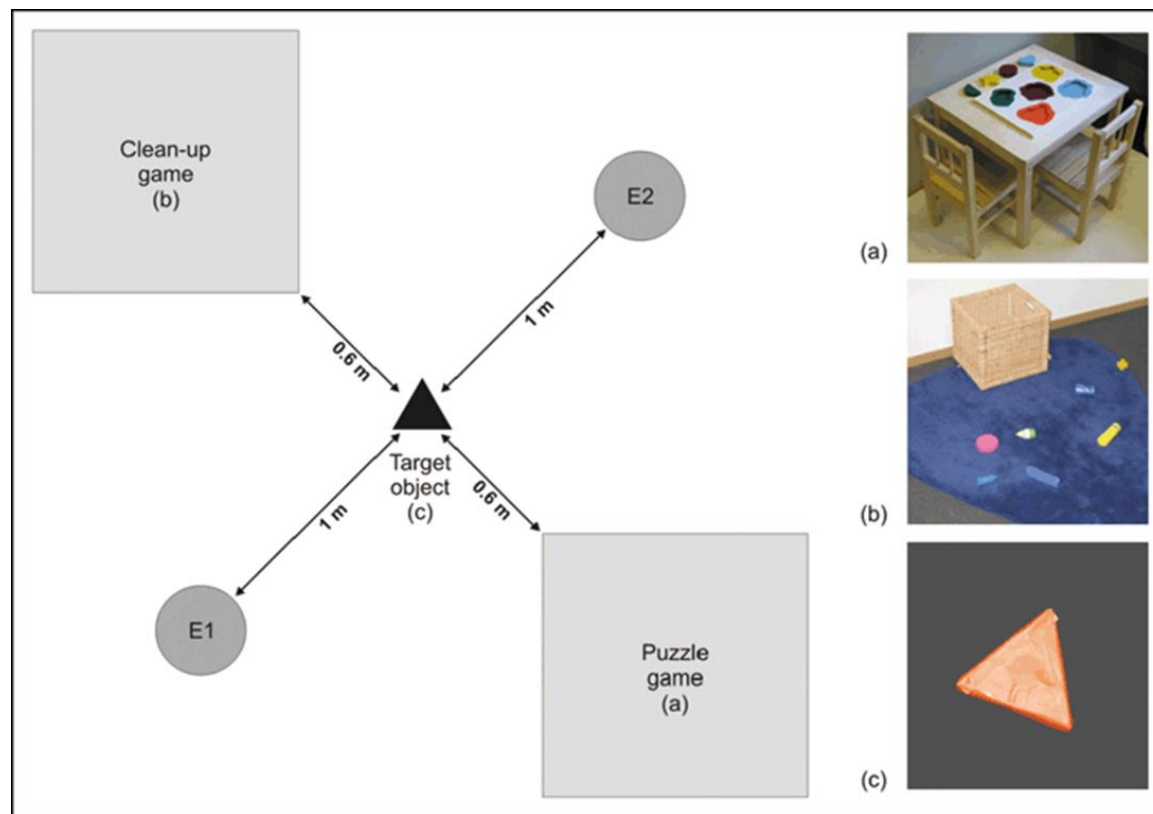 Clean-up
game
(b)
E2
1 m
0.6 m
Target
object
(c)
1 m
0.6 m
E1
Puzzle
game
(a)
(a)
(b)
(c)